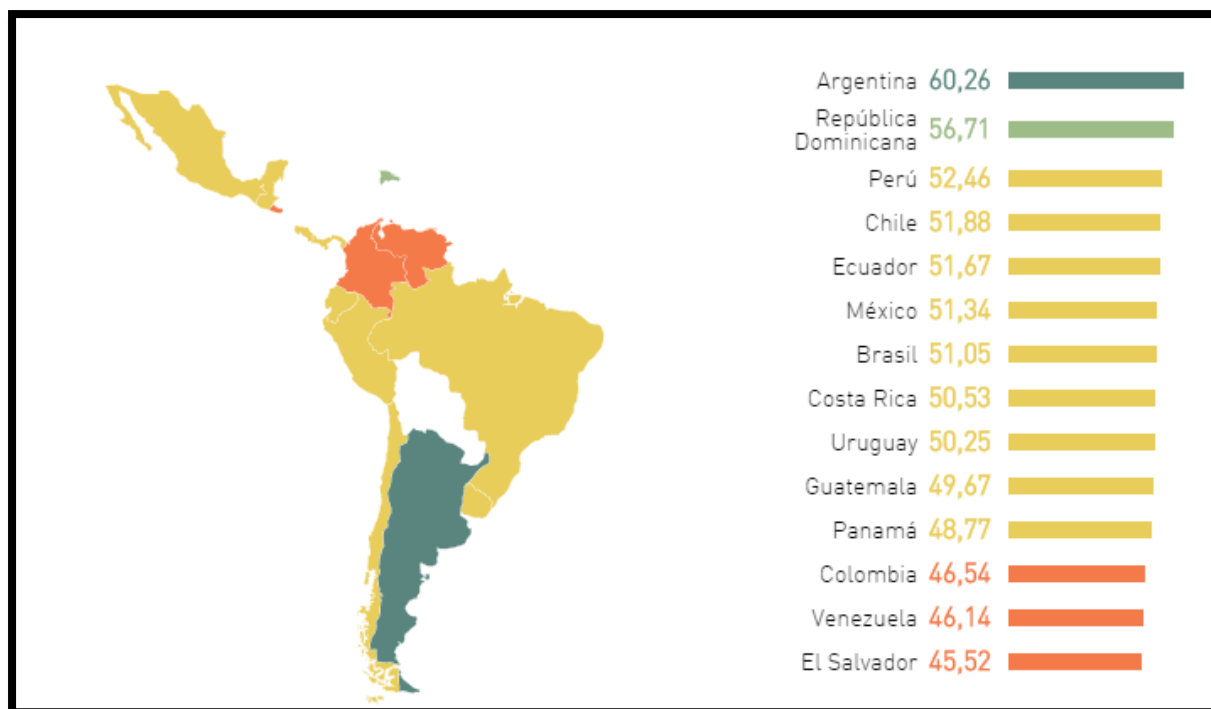 Argentina 60,26
República
Dominicana 56,71
Perú 52,46
Chile 51,88
Ecuador 51,67
México 51,34
Brasil 51,05
Costa Rica 50,53
Uruguay 50,25
Guatemala 49,67
Panamá 48,77
Colombia 46,54
Venezuela 46,14
El Salvador 45,52